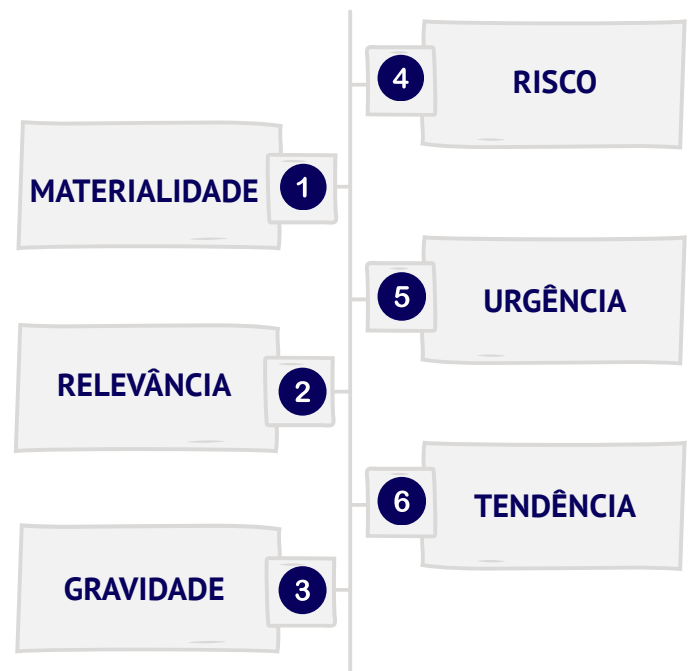 1
MATERIALIDADE
2
RELEVÂNCIA
3
GRAVIDADE
4
RISCO
5
URGÊNCIA
6
TENDÊNCIA